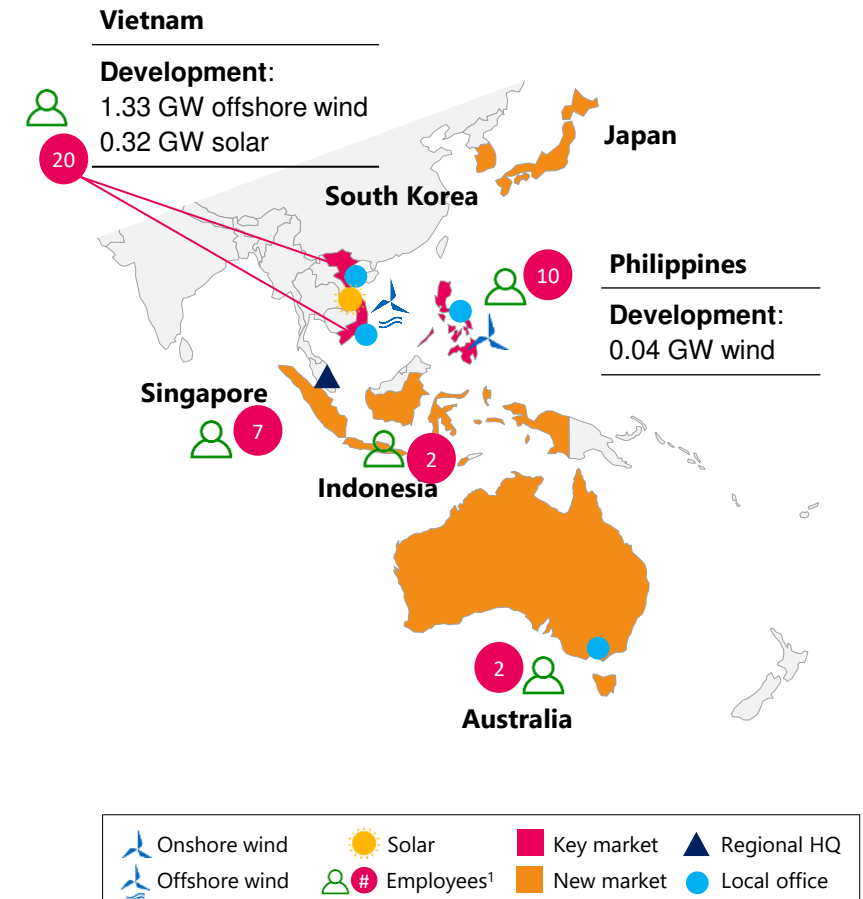 Vietnam
Development:
1.33 GW offshore wind
0.32 GW solar
20
Japan
South Korea
10
Philippines
Development:
0.04 GW wind
Singapore
7
2
Indonesia
2
Australia
Onshore wind
Solar
Key market
Regional HQ
Offshore wind
# Employees¹
New market
Local office